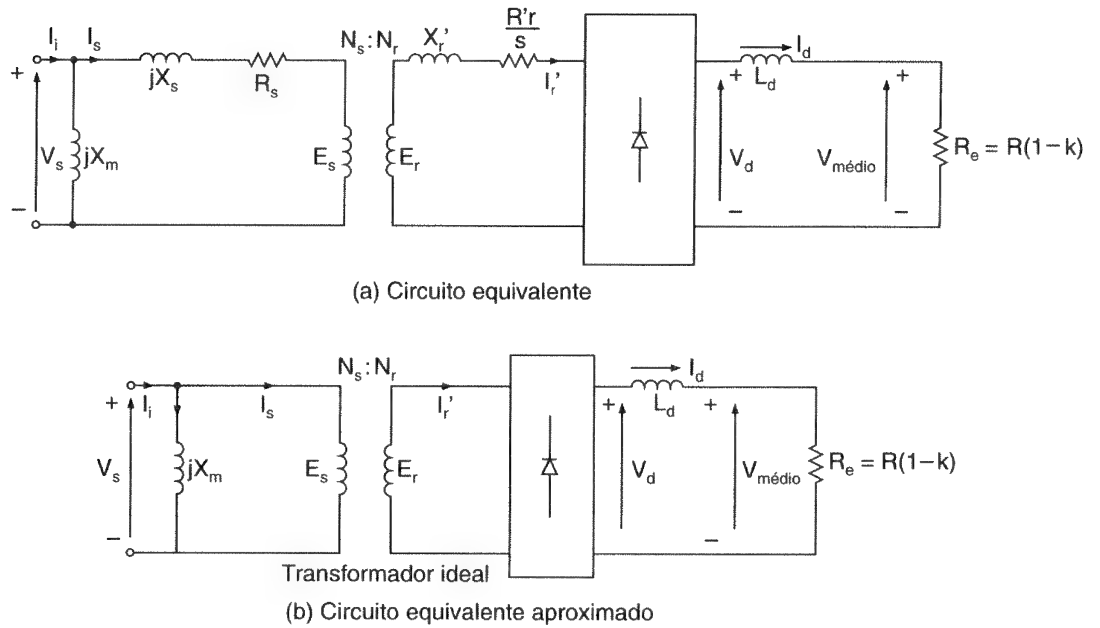 I_i I_s jX_s R_s N_s : N_r X_r' R'r/s I_r' I_d L_d
+ V_s jX_m − E_s E_r + V_d − + V_médio − R_e = R(1−k)
(a) Circuito equivalente
N_s : N_r I_r' I_d L_d
+ I_i I_s V_s jX_m − E_s E_r + V_d + V_médio − R_e = R(1−k)
Transformador ideal
(b) Circuito equivalente aproximado